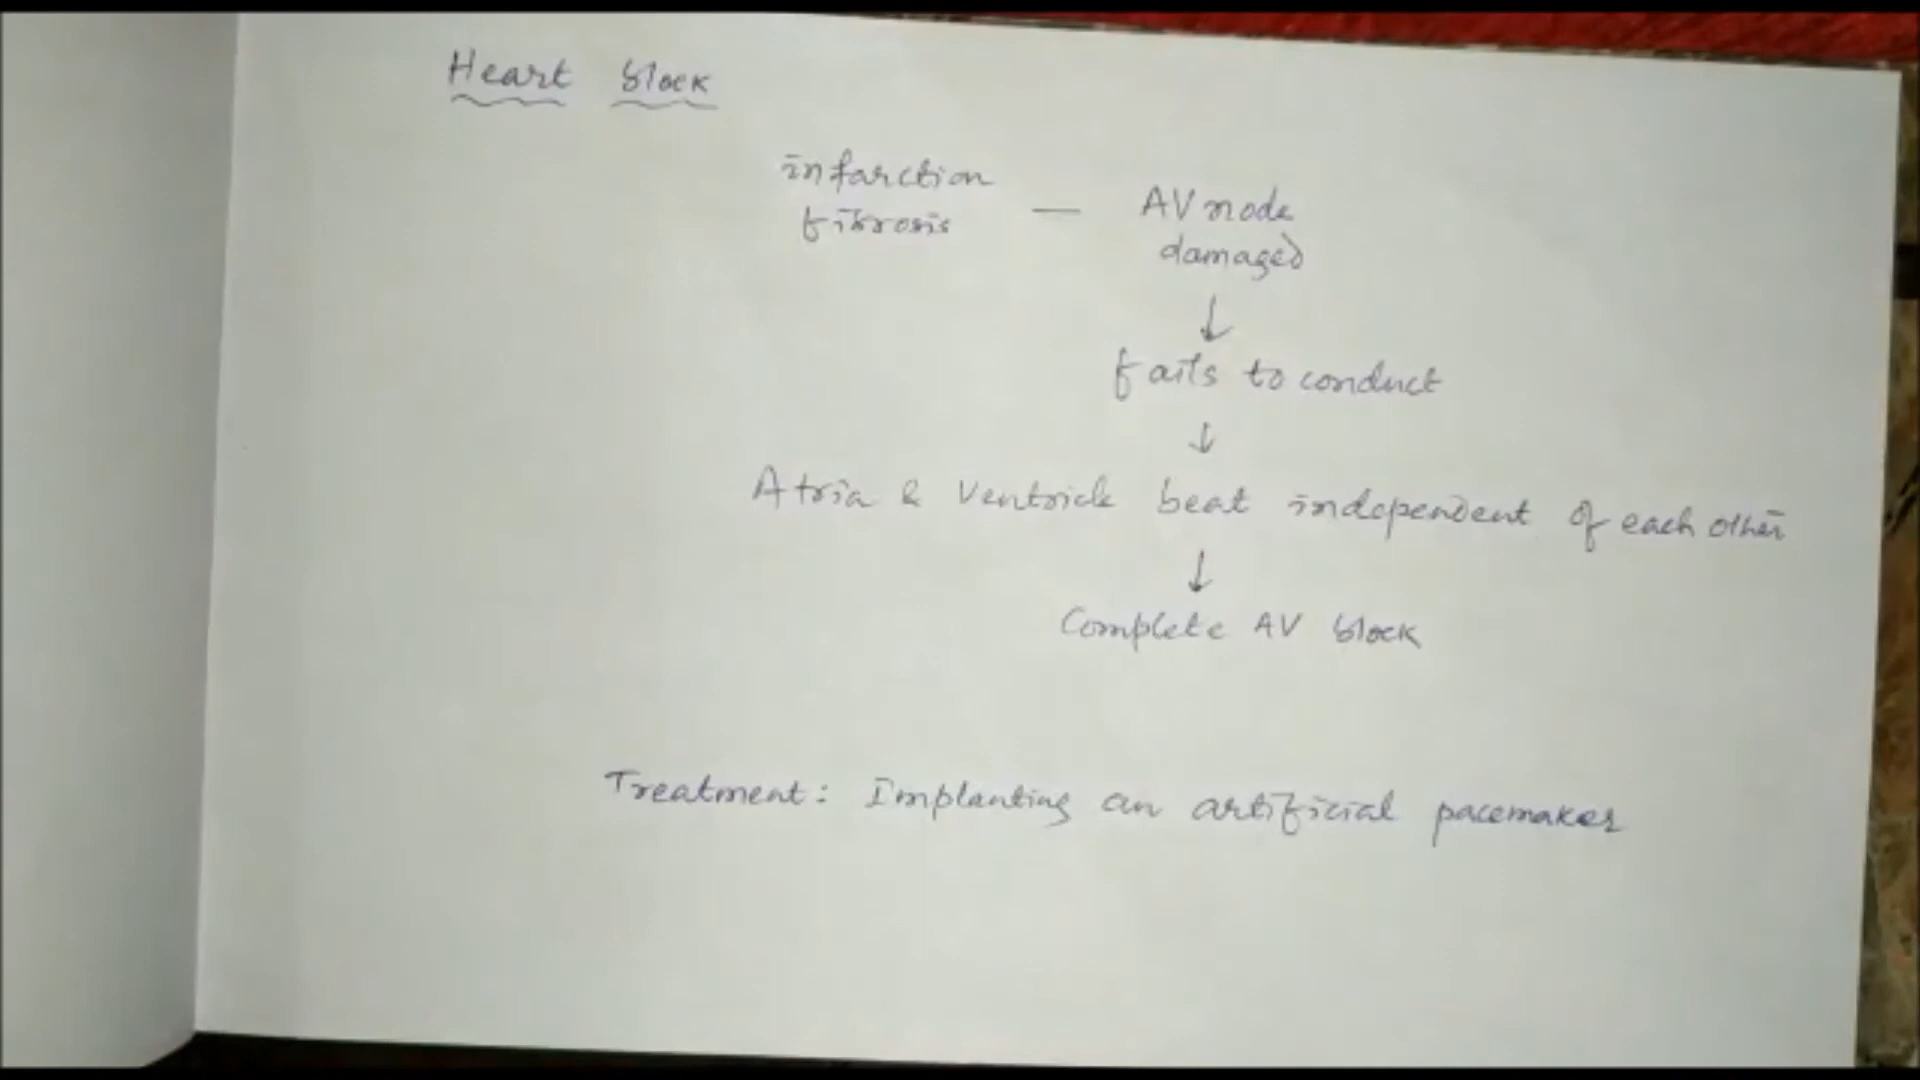 Heart block
infarction
fibrosis — AV node
damaged
↓
fails to conduct
↓
Atria & Ventricle beat independent of each other
↓
Complete AV block
Treatment: Implanting an artificial pacemaker